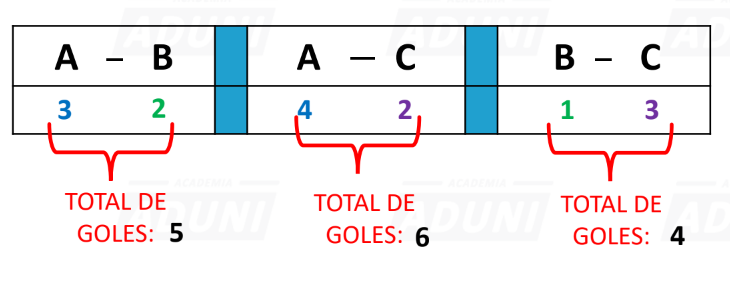 A – B A – C B – C
3 2 4 2 1 3
TOTAL DE GOLES: 5
TOTAL DE GOLES: 6
TOTAL DE GOLES: 4
ACADEMIA
ADUNI